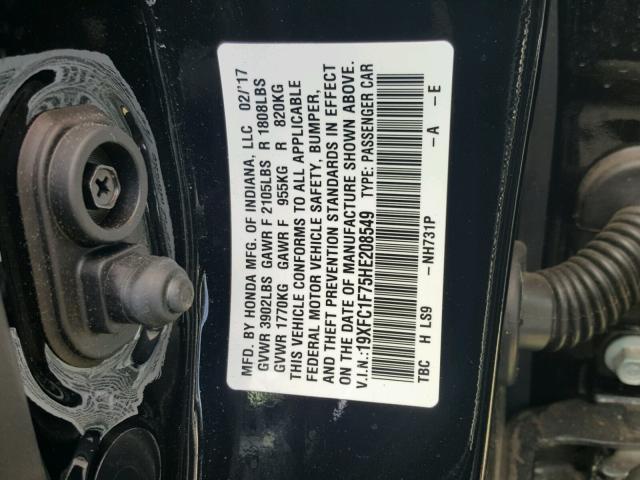 MFD. BY HONDA MFG. OF INDIANA, LLC 02/'17
GVWR 3902LBS GAWR F 2105LBS R 1808LBS
GVWR 1770KG GAWR F 955KG R 820KG
THIS VEHICLE CONFORMS TO ALL APPLICABLE
FEDERAL MOTOR VEHICLE SAFETY, BUMPER,
AND THEFT PREVENTION STANDARDS IN EFFECT
ON THE DATE OF MANUFACTURE SHOWN ABOVE.
V.I.N.:19XFC1F75HE208549 TYPE: PASSENGER CAR
TBC H LS9 -NH731P -A -E